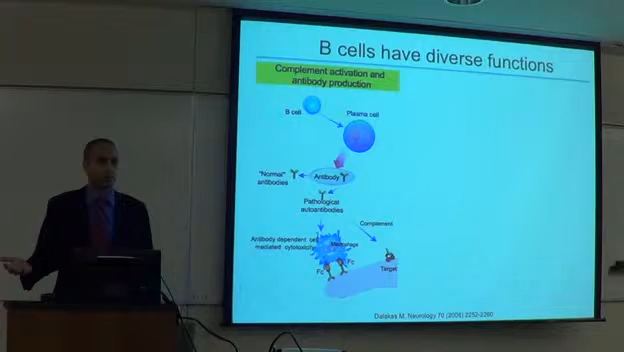 B cells have diverse functions
Complement activation and
antibody production
B cell
Plasma cell
"Normal"
antibodies
Antibody
Pathological
autoantibodies
Complement
Antibody dependent cell
mediated cytotoxicity
Macrophage
Fc
Fc
Target
Dalakas M. Neurology 70 (2008) 2252-2260